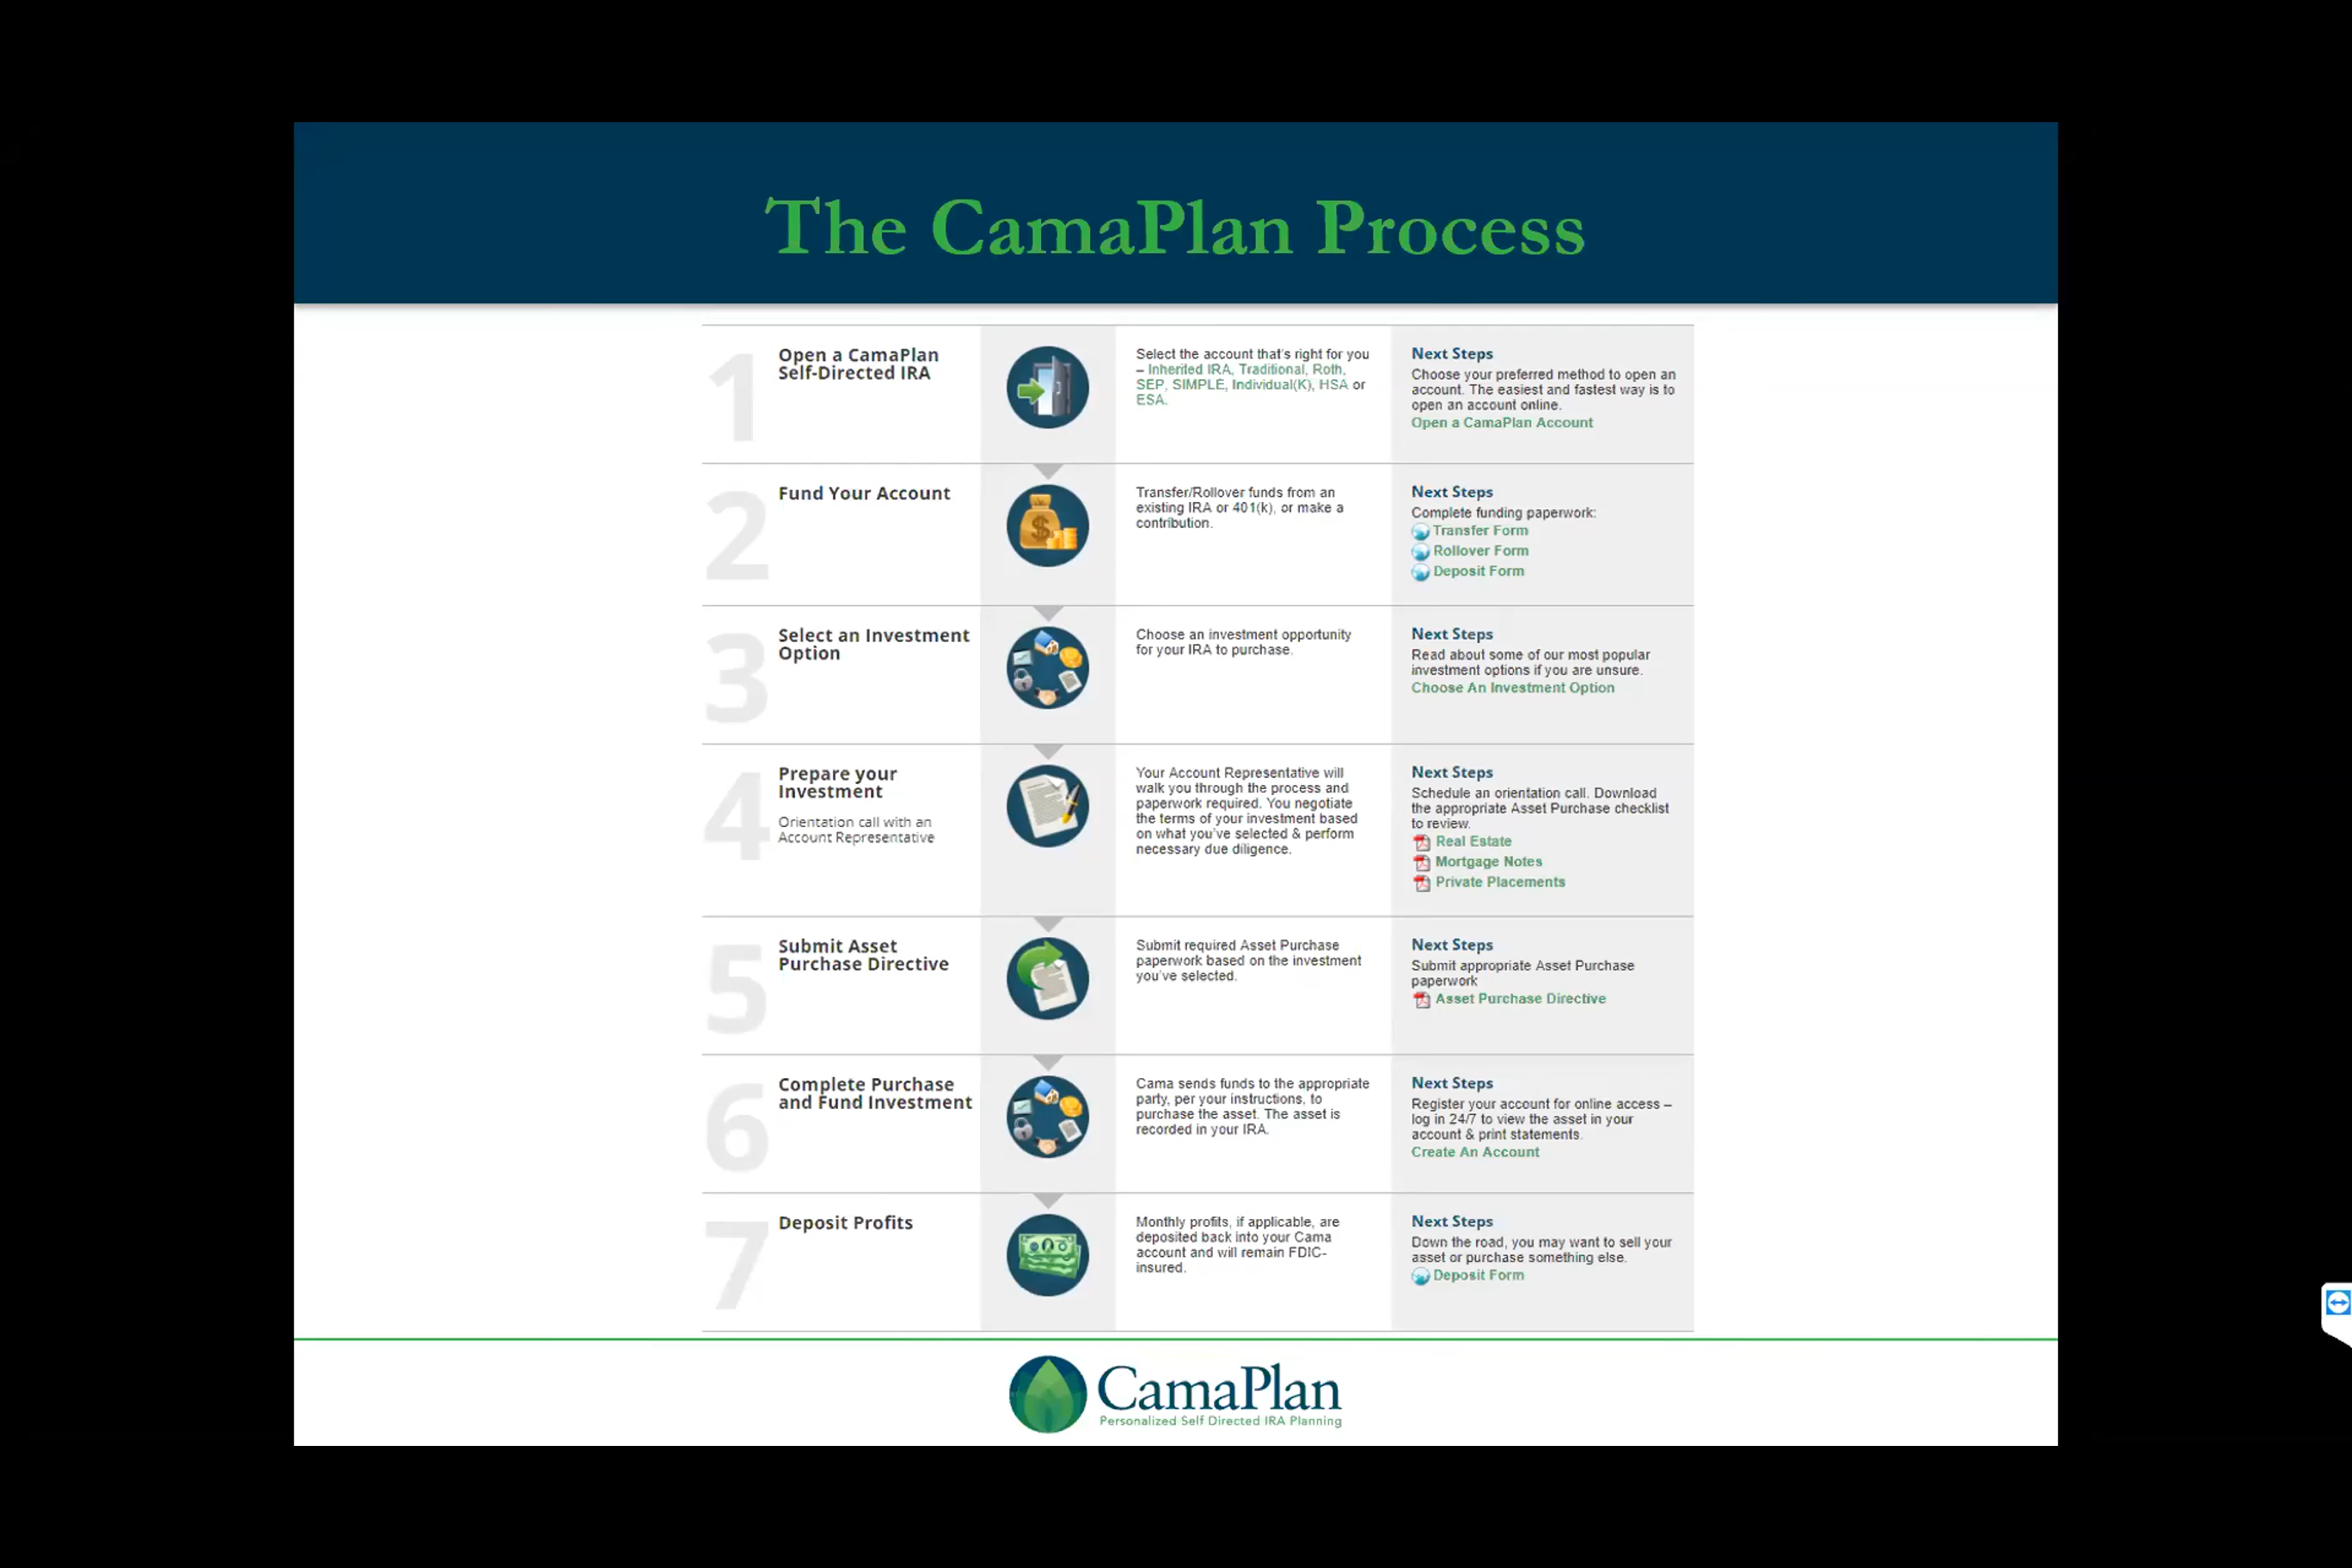 The CamaPlan Process
1
Open a CamaPlan
Self-Directed IRA
Select the account that's right for you
– Inherited IRA, Traditional, Roth,
SEP, SIMPLE, Individual(K), HSA or
ESA.
Next Steps
Choose your preferred method to open an
account. The easiest and fastest way is to
open an account online.
Open a CamaPlan Account
2
Fund Your Account
Transfer/Rollover funds from an
existing IRA or 401(k), or make a
contribution.
Next Steps
Complete funding paperwork:
Transfer Form
Rollover Form
Deposit Form
3
Select an Investment
Option
Choose an investment opportunity
for your IRA to purchase.
Next Steps
Read about some of our most popular
investment options if you are unsure.
Choose An Investment Option
4
Prepare your
Investment
Orientation call with an
Account Representative
Your Account Representative will
walk you through the process and
paperwork required. You negotiate
the terms of your investment based
on what you've selected & perform
necessary due diligence.
Next Steps
Schedule an orientation call. Download
the appropriate Asset Purchase checklist
to review.
Real Estate
Mortgage Notes
Private Placements
5
Submit Asset
Purchase Directive
Submit required Asset Purchase
paperwork based on the investment
you've selected.
Next Steps
Submit appropriate Asset Purchase
paperwork
Asset Purchase Directive
6
Complete Purchase
and Fund Investment
Cama sends funds to the appropriate
party, per your instructions, to
purchase the asset. The asset is
recorded in your IRA.
Next Steps
Register your account for online access –
log in 24/7 to view the asset in your
account & print statements.
Create An Account
7
Deposit Profits
Monthly profits, if applicable, are
deposited back into your Cama
account and will remain FDIC-
insured.
Next Steps
Down the road, you may want to sell your
asset or purchase something else.
Deposit Form
CamaPlan
Personalized Self Directed IRA Planning